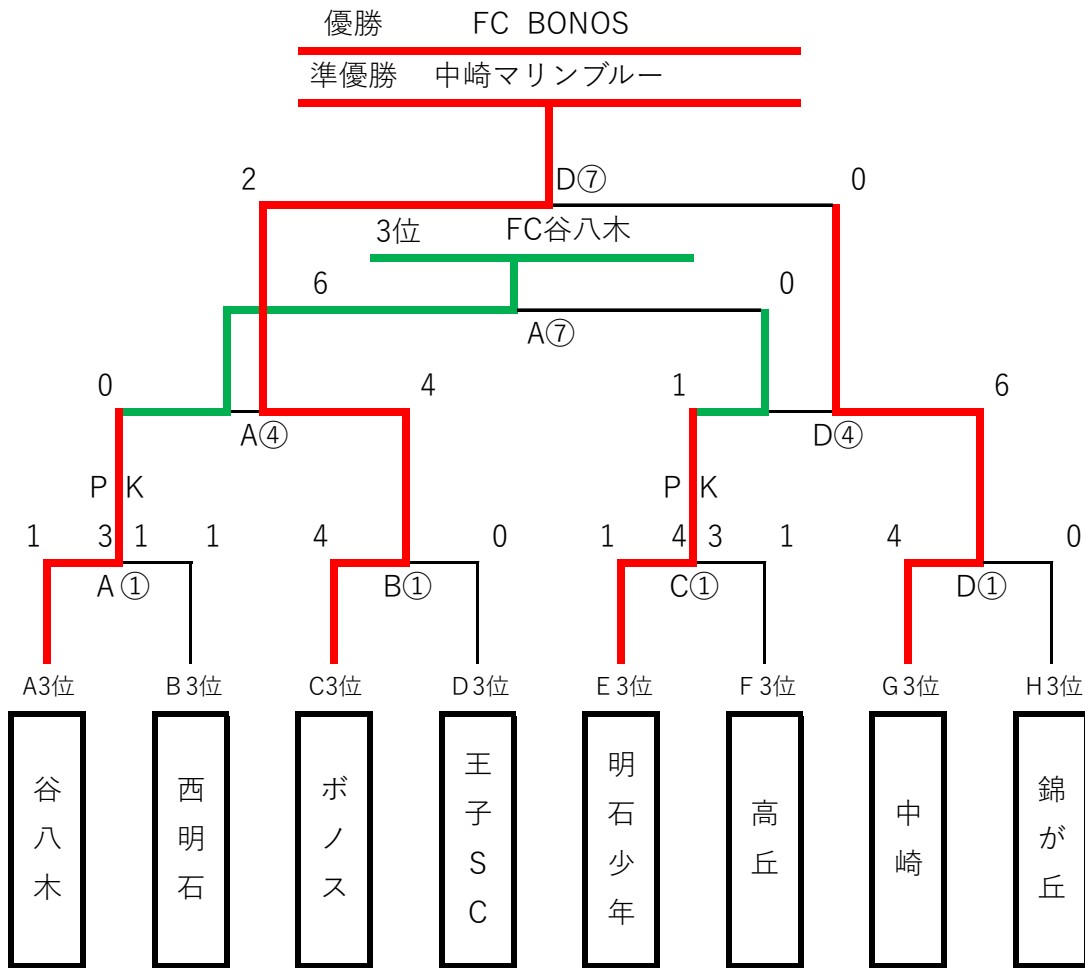 優勝 FC BONOS
準優勝 中崎マリンブルー
2 D⑦ 0
3位 FC谷八木
6 0
A⑦
0 4 1 6
A④ D④
PK PK
1 3 1 1 4 0 1 4 3 1 4 0
A① B① C① D①
A3位 B3位 C3位 D3位 E3位 F3位 G3位 H3位
谷八木
西明石
ボノス
王子SC
明石少年
高丘
中崎
錦が丘